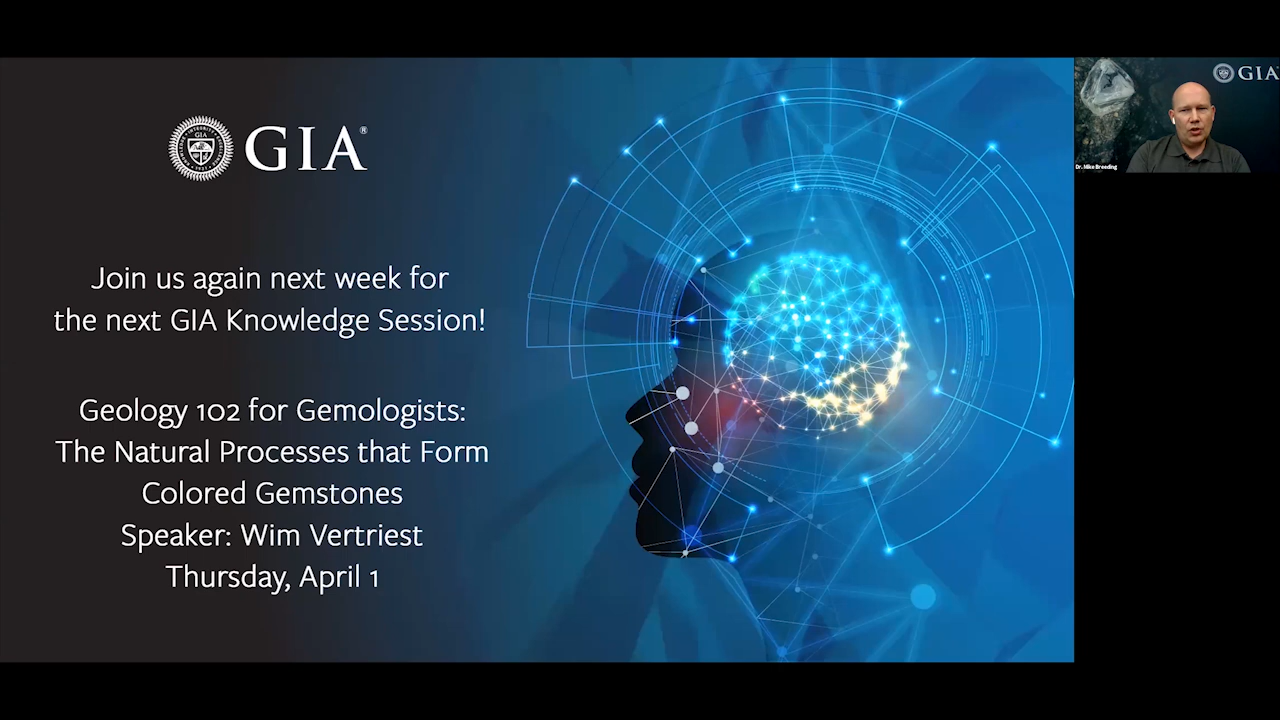 GIA®
Join us again next week for
the next GIA Knowledge Session!
Geology 102 for Gemologists:
The Natural Processes that Form
Colored Gemstones
Speaker: Wim Vertriest
Thursday, April 1
GIA
Dr. Mike Breeding